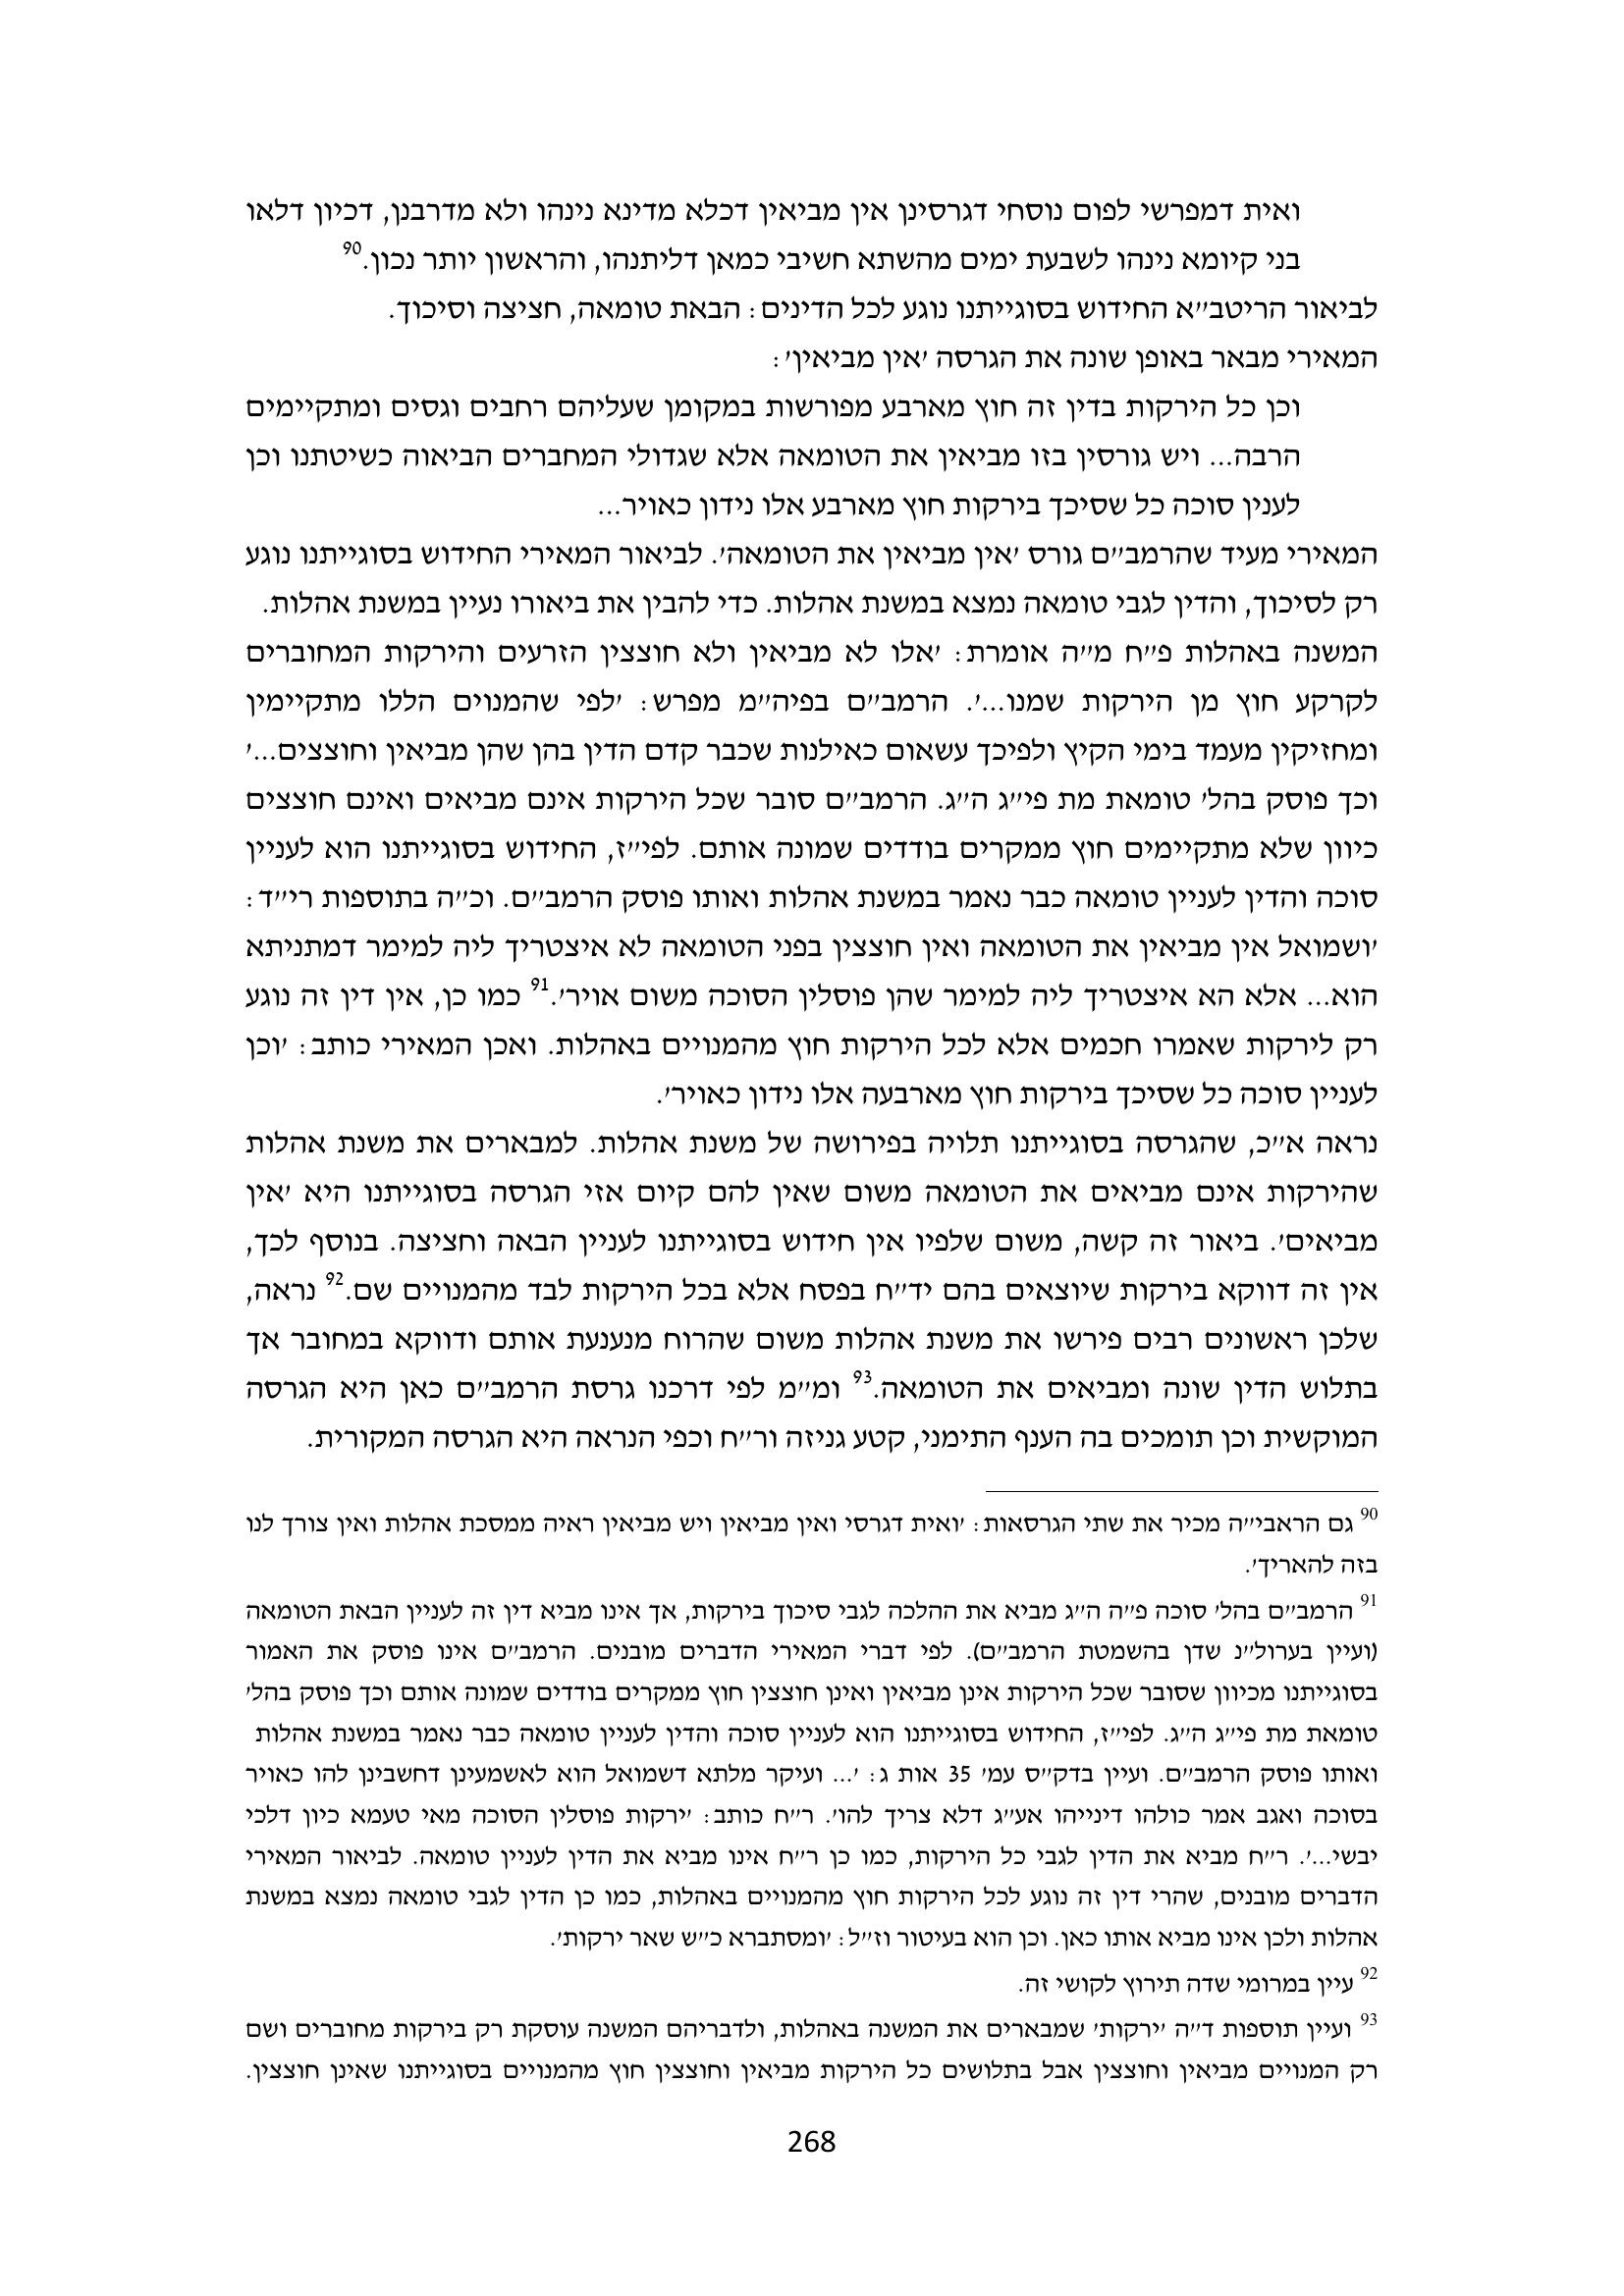 ואית דמפרשי לפום נוסחי דגרסינן אין מביאין דכלא מדינא נינהו ולא מדרבנן, דכיון דלאו
בני קיומא נינהו לשבעת ימים מהשתא חשיבי כמאן דליתנהו, והראשון יותר נכון.90
לביאור הריטב״א החידוש בסוגייתנו נוגע לכל הדינים: הבאת טומאה, חציצה וסיכוך.
המאירי מבאר באופן שונה את הגרסה ׳אין מביאין׳:
וכן כל הירקות בדין זה חוץ מארבע מפורשות במקומן שעליהם רחבים וגסים ומתקיימים
הרבה... ויש גורסין בזו מביאין את הטומאה אלא שגדולי המחברים הביאוה כשיטתנו וכן
לענין סוכה כל שסיכך בירקות חוץ מארבע אלו נידון כאויר...
המאירי מעיד שהרמב״ם גורס ׳אין מביאין את הטומאה׳. לביאור המאירי החידוש בסוגייתנו נוגע
רק לסיכוך, והדין לגבי טומאה נמצא במשנת אהלות. כדי להבין את ביאורו נעיין במשנת אהלות.
המשנה באהלות פ״ח מ״ה אומרת: ׳אלו לא מביאין ולא חוצצין הזרעים והירקות המחוברים
לקרקע חוץ מן הירקות שמנו...׳. הרמב״ם בפיה״מ מפרש: ׳לפי שהמנוים הללו מתקיימין
ומחזיקין מעמד בימי הקיץ ולפיכך עשאום כאילנות שכבר קדם הדין בהן שהן מביאין וחוצצים...׳
וכך פוסק בהל׳ טומאת מת פי״ג ה״ג. הרמב״ם סובר שכל הירקות אינם מביאים ואינם חוצצים
כיוון שלא מתקיימים חוץ ממקרים בודדים שמונה אותם. לפי״ז, החידוש בסוגייתנו הוא לעניין
סוכה והדין לעניין טומאה כבר נאמר במשנת אהלות ואותו פוסק הרמב״ם. וכ״ה בתוספות רי״ד:
׳ושמואל אין מביאין את הטומאה ואין חוצצין בפני הטומאה לא איצטריך ליה למימר דמתניתא
הוא... אלא הא איצטריך ליה למימר שהן פוסלין הסוכה משום אויר׳.91 כמו כן, אין דין זה נוגע
רק לירקות שאמרו חכמים אלא לכל הירקות חוץ מהמנויים באהלות. ואכן המאירי כותב: ׳וכן
לעניין סוכה כל שסיכך בירקות חוץ מארבעה אלו נידון כאויר׳.
נראה א״כ, שהגרסה בסוגייתנו תלויה בפירושה של משנת אהלות. למבארים את משנת אהלות
שהירקות אינם מביאים את הטומאה משום שאין להם קיום אזי הגרסה בסוגייתנו היא ׳אין
מביאים׳. ביאור זה קשה, משום שלפיו אין חידוש בסוגייתנו לעניין הבאה וחציצה. בנוסף לכך,
אין זה דווקא בירקות שיוצאים בהם יד״ח בפסח אלא בכל הירקות לבד מהמנויים שם.92 נראה,
שלכן ראשונים רבים פירשו את משנת אהלות משום שהרוח מנענעת אותם ודווקא במחובר אך
בתלוש הדין שונה ומביאים את הטומאה.93 ומ״מ לפי דרכנו גרסת הרמב״ם כאן היא הגרסה
המוקשית וכן תומכים בה הענף התימני, קטע גניזה ור״ח וכפי הנראה היא הגרסה המקורית.
90 גם הראבי״ה מכיר את שתי הגרסאות: ׳ואית דגרסי ואין מביאין ויש מביאין ראיה ממסכת אהלות ואין צורך לנו
בזה להאריך׳.
91 הרמב״ם בהל׳ סוכה פ״ה ה״ג מביא את ההלכה לגבי סיכוך בירקות, אך אינו מביא דין זה לעניין הבאת הטומאה
(ועיין בערול״נ שדן בהשמטת הרמב״ם). לפי דברי המאירי הדברים מובנים. הרמב״ם אינו פוסק את האמור
בסוגייתנו מכיוון שסובר שכל הירקות אינן מביאין ואינן חוצצין חוץ ממקרים בודדים שמונה אותם וכך פוסק בהל׳
טומאת מת פי״ג ה״ג. לפי״ז, החידוש בסוגייתנו הוא לעניין סוכה והדין לעניין טומאה כבר נאמר במשנת אהלות
ואותו פוסק הרמב״ם. ועיין בדק״ס עמ׳ 35 אות ג: ׳... ועיקר מלתא דשמואל הוא לאשמעינן דחשבינן להו כאויר
בסוכה ואגב אמר כולהו דינייהו אע״ג דלא צריך להו׳. ר״ח כותב: ׳ירקות פוסלין הסוכה מאי טעמא כיון דלכי
יבשי...׳. ר״ח מביא את הדין לגבי כל הירקות, כמו כן ר״ח אינו מביא את הדין לעניין טומאה. לביאור המאירי
הדברים מובנים, שהרי דין זה נוגע לכל הירקות חוץ מהמנויים באהלות, כמו כן הדין לגבי טומאה נמצא במשנת
אהלות ולכן אינו מביא אותו כאן. וכן הוא בעיטור וז״ל: ׳ומסתברא כ״ש שאר ירקות׳.
92 עיין במרומי שדה תירוץ לקושי זה.
93 ועיין תוספות ד״ה ׳ירקות׳ שמבארים את המשנה באהלות, ולדבריהם המשנה עוסקת רק בירקות מחוברים ושם
רק המנויים מביאין וחוצצין אבל בתלושים כל הירקות מביאין וחוצצין חוץ מהמנויים בסוגייתנו שאינן חוצצין.
268